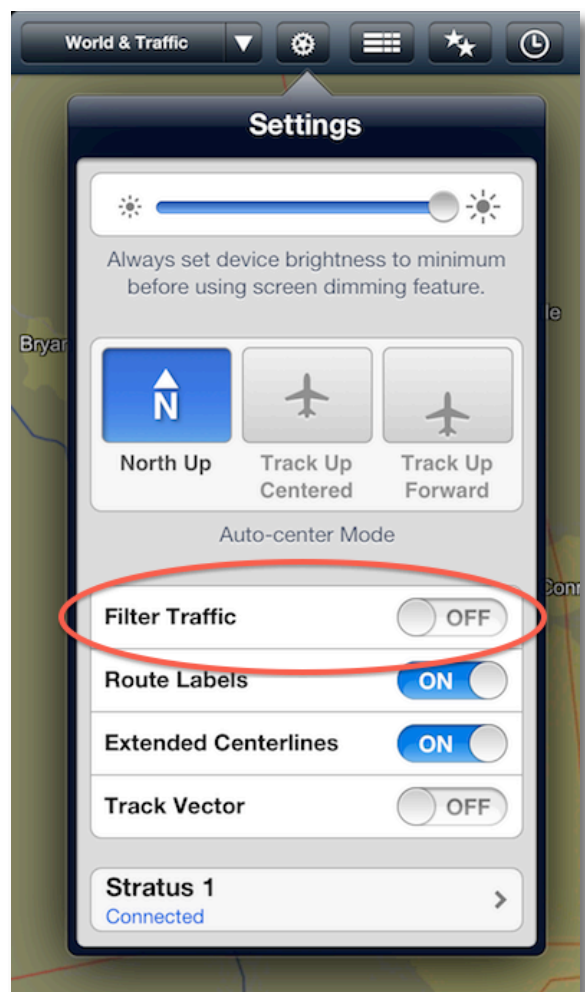 World & Traffic
Settings
Always set device brightness to minimum
before using screen dimming feature.
Bryan
N
North Up
Track Up
Centered
Track Up
Forward
Auto-center Mode
Filter Traffic
OFF
Route Labels
ON
Extended Centerlines
ON
Track Vector
OFF
Stratus 1
Connected
le
Conr